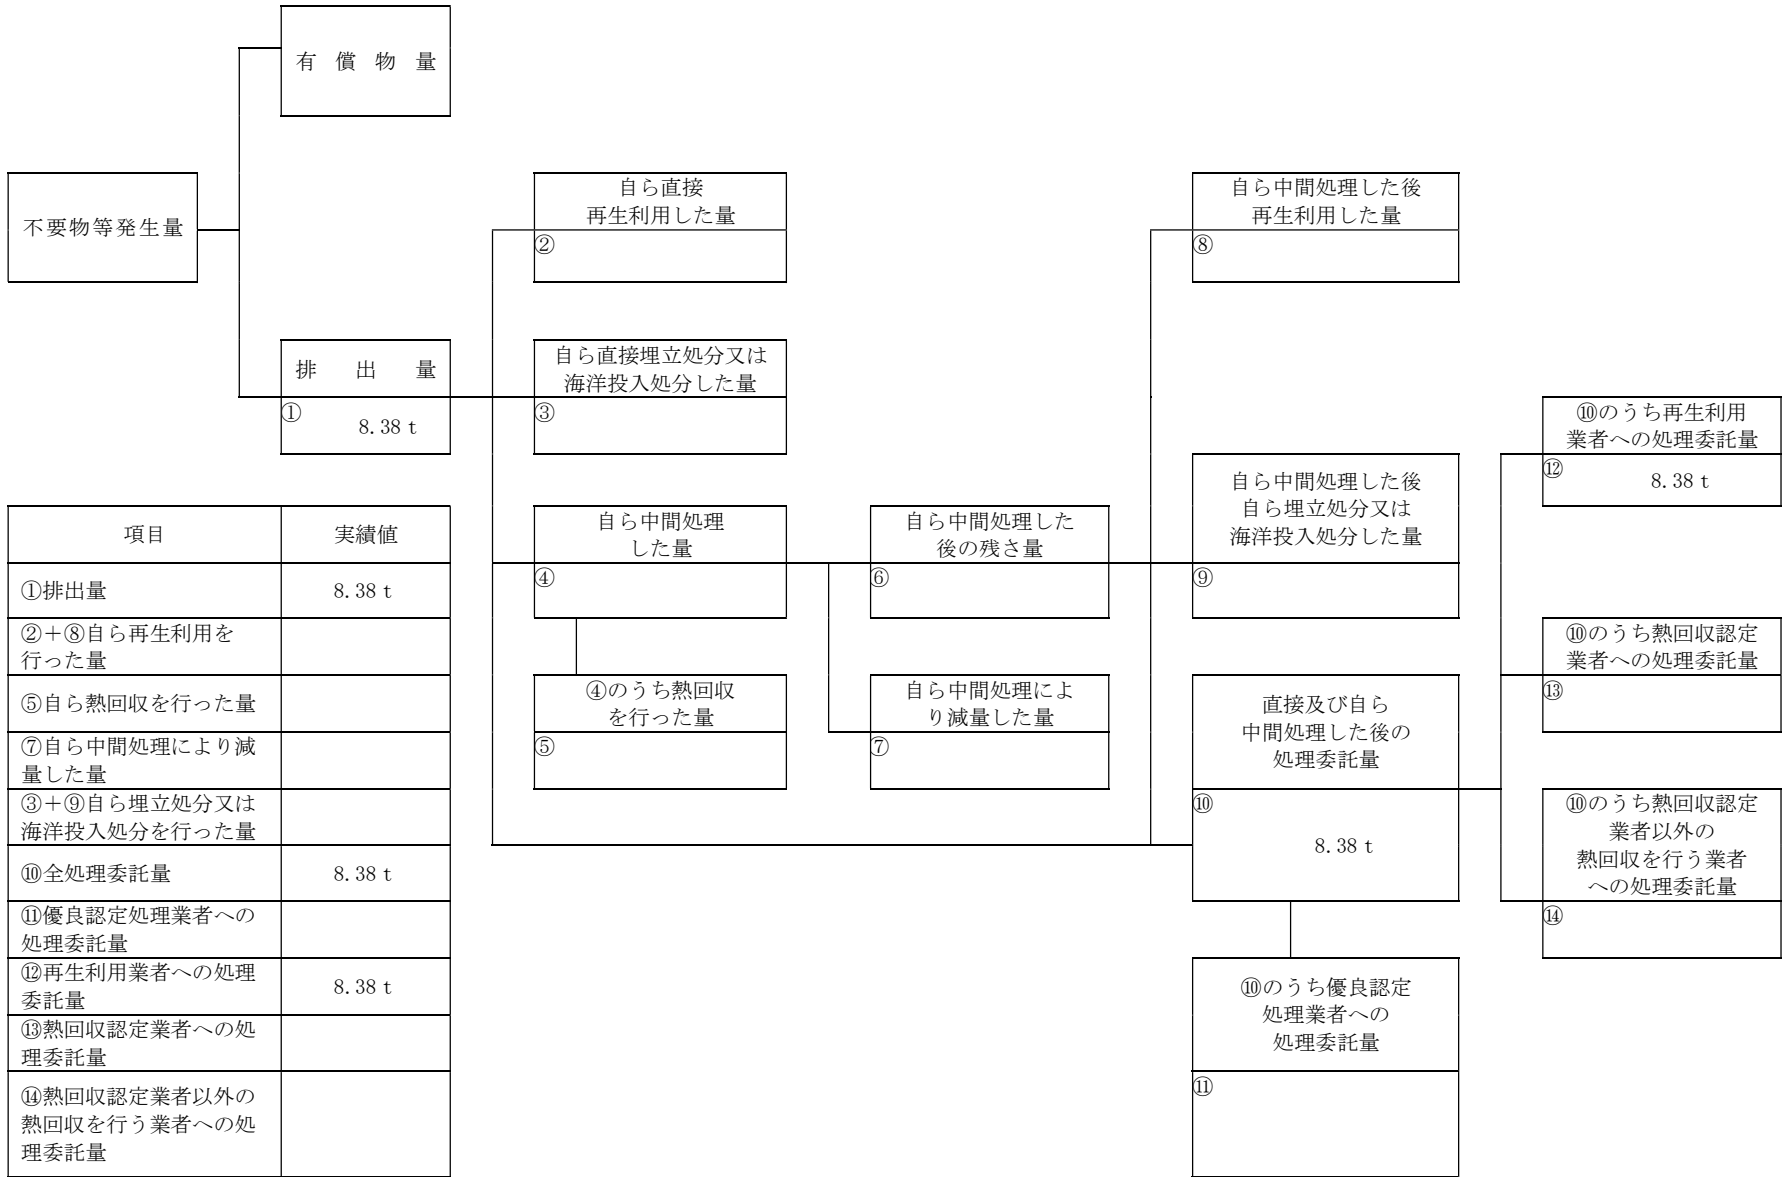 有償物量
不要物等発生量
自ら直接
再生利用した量
②
自ら中間処理した後
再生利用した量
⑧
排出量
①
8.38 t
自ら直接埋立処分又は
海洋投入処分した量
③
⑩のうち再生利用
業者への処理委託量
⑫
8.38 t
自ら中間処理した後
自ら埋立処分又は
海洋投入処分した量
⑨
自ら中間処理
した量
④
自ら中間処理した
後の残さ量
⑥
⑩のうち熱回収認定
業者への処理委託量
⑬
④のうち熱回収
を行った量
⑤
自ら中間処理によ
り減量した量
⑦
直接及び自ら
中間処理した後の
処理委託量
⑩
8.38 t
⑩のうち熱回収認定
業者以外の
熱回収を行う業者
への処理委託量
⑭
⑩のうち優良認定
処理業者への
処理委託量
⑪
項目 実績値
①排出量 8.38 t
②＋⑧自ら再生利用を
行った量
⑤自ら熱回収を行った量
⑦自ら中間処理により減
量した量
③＋⑨自ら埋立処分又は
海洋投入処分を行った量
⑩全処理委託量 8.38 t
⑪優良認定処理業者への
処理委託量
⑫再生利用業者への処理
委託量
8.38 t
⑬熱回収認定業者への処
理委託量
⑭熱回収認定業者以外の
熱回収を行う業者への処
理委託量